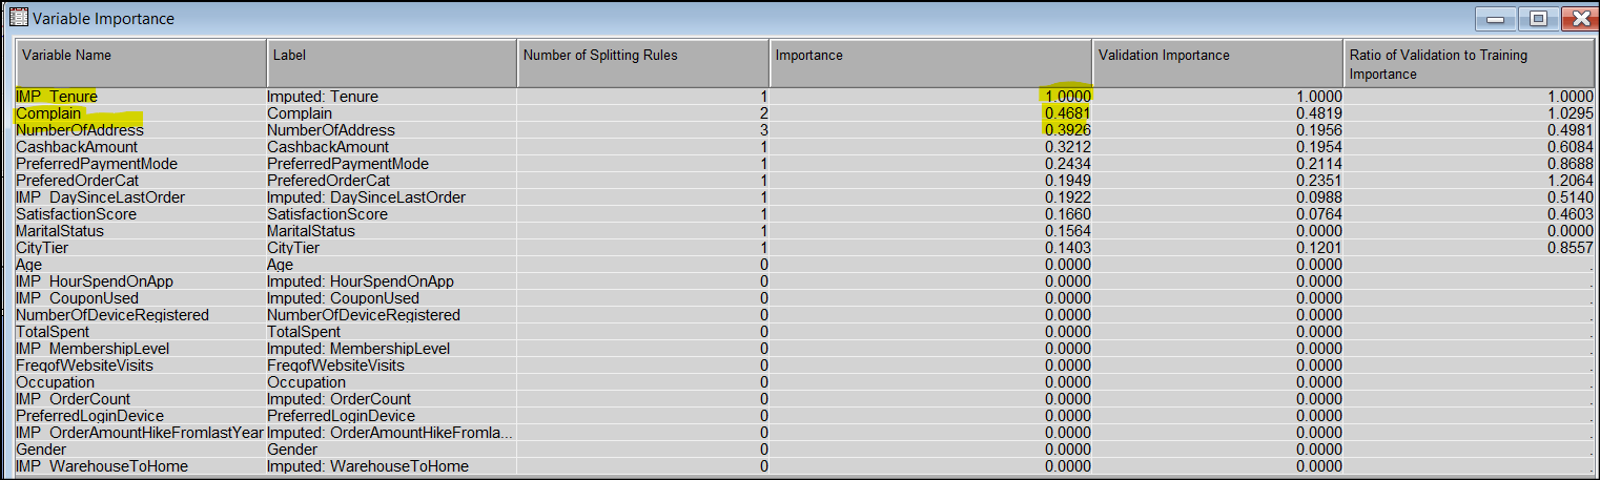 Variable Importance
Variable Name Label Number of Splitting Rules Importance Validation Importance Ratio of Validation to Training Importance
IMP_Tenure Imputed: Tenure 1 1.0000 1.0000 1.0000
Complain Complain 2 0.4681 0.4819 1.0295
NumberOfAddress NumberOfAddress 3 0.3926 0.1956 0.4981
CashbackAmount CashbackAmount 1 0.3212 0.1954 0.6084
PreferredPaymentMode PreferredPaymentMode 1 0.2434 0.2114 0.8688
PreferedOrderCat PreferedOrderCat 1 0.1949 0.2351 1.2064
IMP_DaySinceLastOrder Imputed: DaySinceLastOrder 1 0.1922 0.0988 0.5140
SatisfactionScore SatisfactionScore 1 0.1660 0.0764 0.4603
MaritalStatus MaritalStatus 1 0.1564 0.0000 0.0000
CityTier CityTier 1 0.1403 0.1201 0.8557
Age Age 0 0.0000 0.0000 .
IMP_HourSpendOnApp Imputed: HourSpendOnApp 0 0.0000 0.0000 .
IMP_CouponUsed Imputed: CouponUsed 0 0.0000 0.0000 .
NumberOfDeviceRegistered NumberOfDeviceRegistered 0 0.0000 0.0000 .
TotalSpent TotalSpent 0 0.0000 0.0000 .
IMP_MembershipLevel Imputed: MembershipLevel 0 0.0000 0.0000 .
FreqofWebsiteVisits FreqofWebsiteVisits 0 0.0000 0.0000 .
Occupation Occupation 0 0.0000 0.0000 .
IMP_OrderCount Imputed: OrderCount 0 0.0000 0.0000 .
PreferredLoginDevice PreferredLoginDevice 0 0.0000 0.0000 .
IMP_OrderAmountHikeFromlastYear Imputed: OrderAmountHikeFromla... 0 0.0000 0.0000 .
Gender Gender 0 0.0000 0.0000 .
IMP_WarehouseToHome Imputed: WarehouseToHome 0 0.0000 0.0000 .